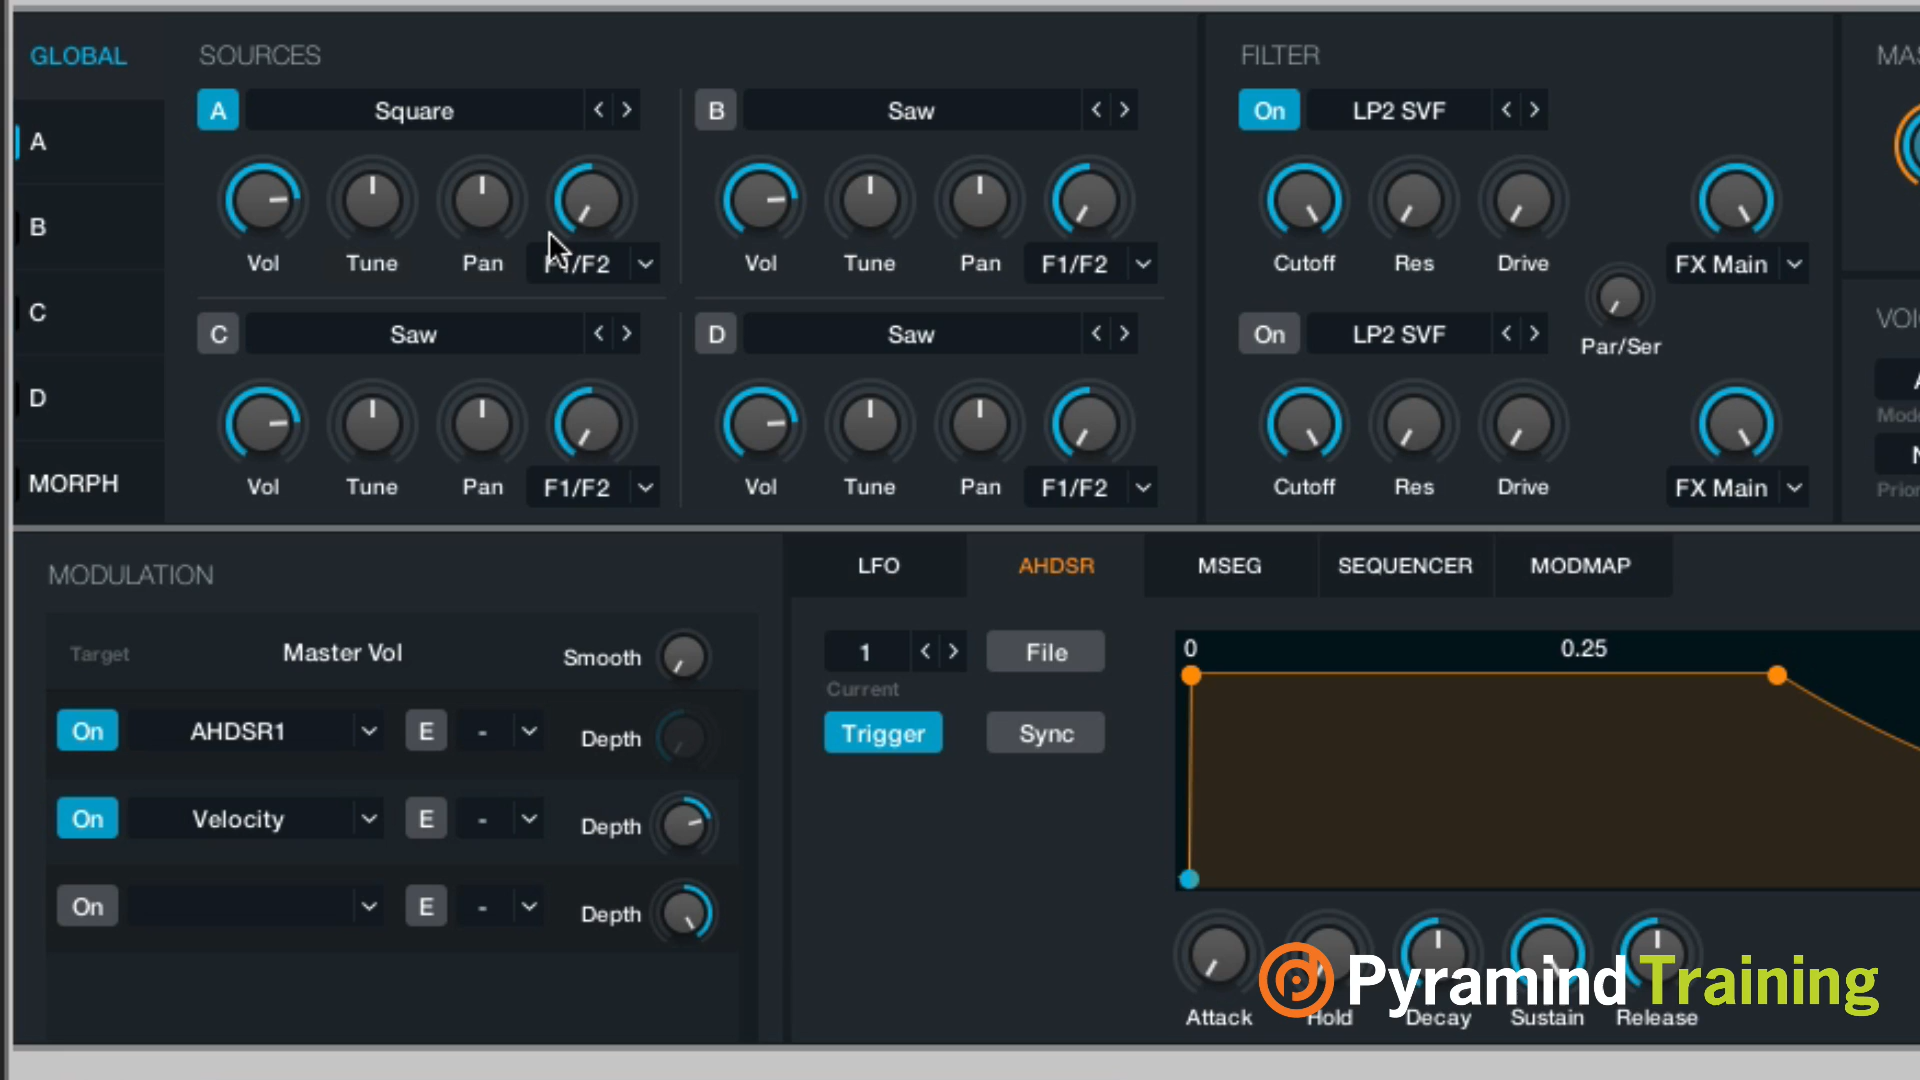 GLOBAL
SOURCES
FILTER
A
Square
< >
B
Saw
< >
On
LP2 SVF
< >
A
Vol
Tune
Pan
F1/F2
Vol
Tune
Pan
F1/F2
Cutoff
Res
Drive
FX Main
B
C
Saw
< >
D
Saw
< >
On
LP2 SVF
< >
Par/Ser
C
D
MORPH
Vol
Tune
Pan
F1/F2
Vol
Tune
Pan
F1/F2
Cutoff
Res
Drive
FX Main
MODULATION
LFO
AHDSR
MSEG
SEQUENCER
MODMAP
Target
Master Vol
Smooth
1
< >
File
Current
Trigger
Sync
0
0.25
On
AHDSR1
E
-
Depth
On
Velocity
E
-
Depth
On
E
-
Depth
Attack
Hold
Decay
Sustain
Release
Pyramind Training